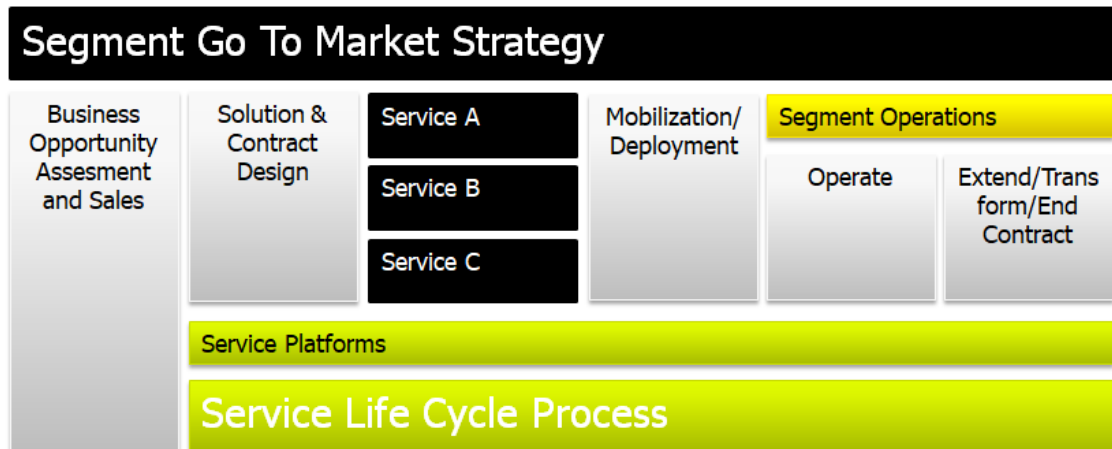 Segment Go To Market Strategy
Business
Opportunity
Assesment
and Sales
Solution &
Contract
Design
Service A
Service B
Service C
Mobilization/
Deployment
Segment Operations
Operate
Extend/Trans
form/End
Contract
Service Platforms
Service Life Cycle Process